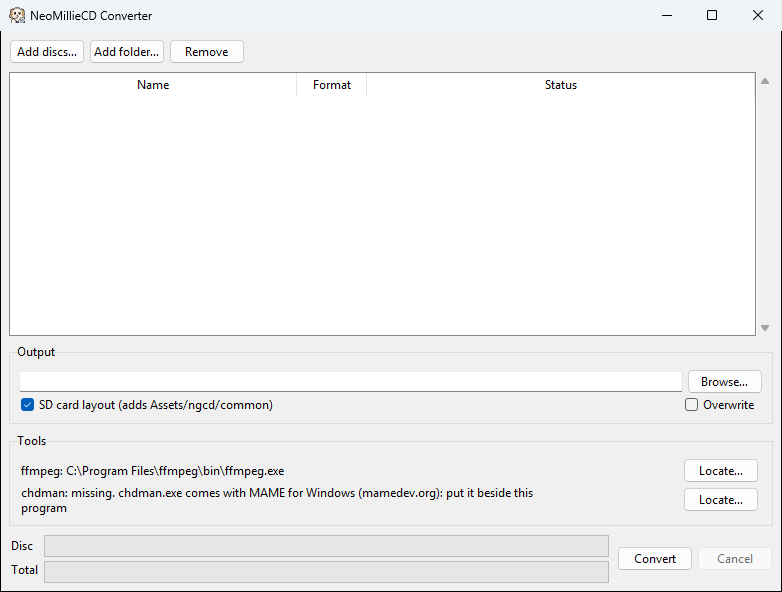 NeoMillieCD Converter
Add discs... Add folder... Remove
Name Format Status
Output
Browse...
SD card layout (adds Assets/ngcd/common) Overwrite
Tools
ffmpeg: C:\Program Files\ffmpeg\bin\ffmpeg.exe Locate...
chdman: missing. chdman.exe comes with MAME for Windows (mamedev.org): put it beside this
program
Locate...
Disc
Convert Cancel
Total